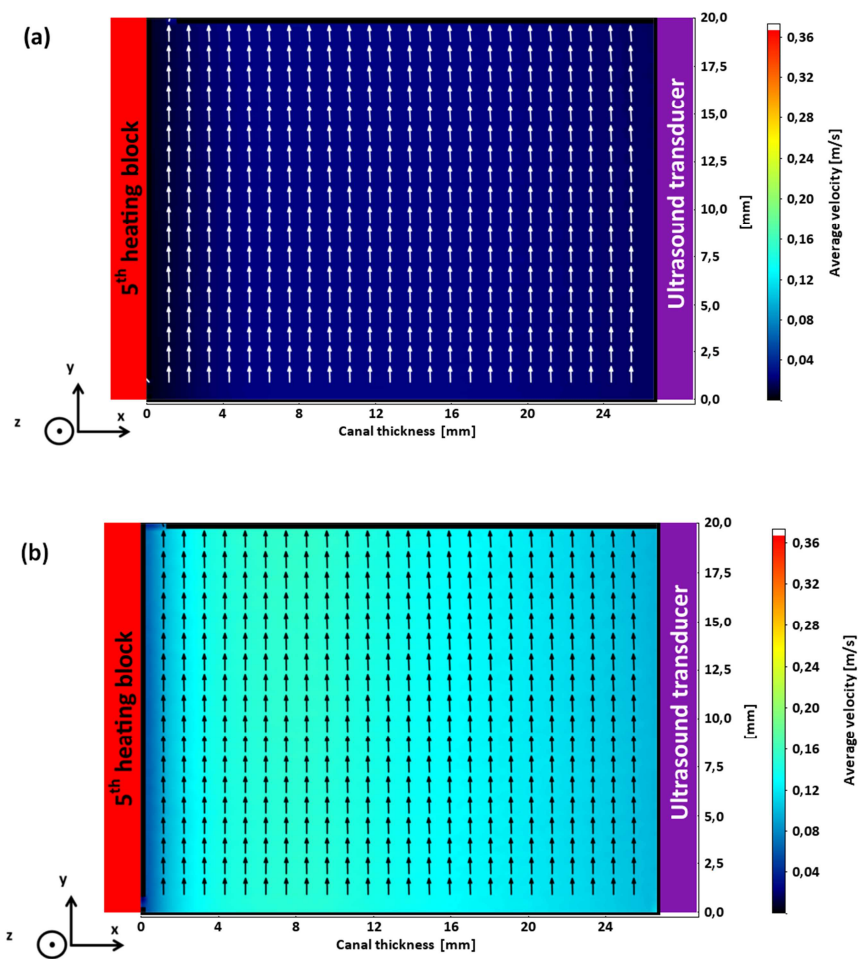 (a)
5th heating block
Ultrasound transducer
20,0
17,5
15,0
12,5
10,0
7,5
5,0
2,5
0,0
[mm]
0,36
0,32
0,28
0,24
0,20
0,16
0,12
0,08
0,04
Average velocity [m/s]
y
z
x
0 4 8 12 16 20 24
Canal thickness [mm]
(b)
5th heating block
Ultrasound transducer
20,0
17,5
15,0
12,5
10,0
7,5
5,0
2,5
0,0
[mm]
0,36
0,32
0,28
0,24
0,20
0,16
0,12
0,08
0,04
Average velocity [m/s]
y
z
x
0 4 8 12 16 20 24
Canal thickness [mm]